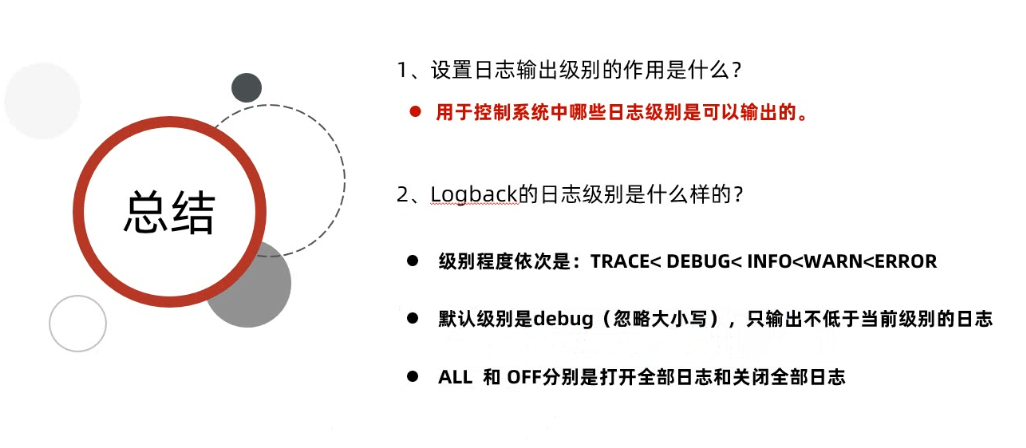 总结
1、设置日志输出级别的作用是什么？
● 用于控制系统中哪些日志级别是可以输出的。
2、Logback的日志级别是什么样的？
● 级别程度依次是：TRACE< DEBUG< INFO<WARN<ERROR
● 默认级别是debug（忽略大小写），只输出不低于当前级别的日志
● ALL 和 OFF分别是打开全部日志和关闭全部日志